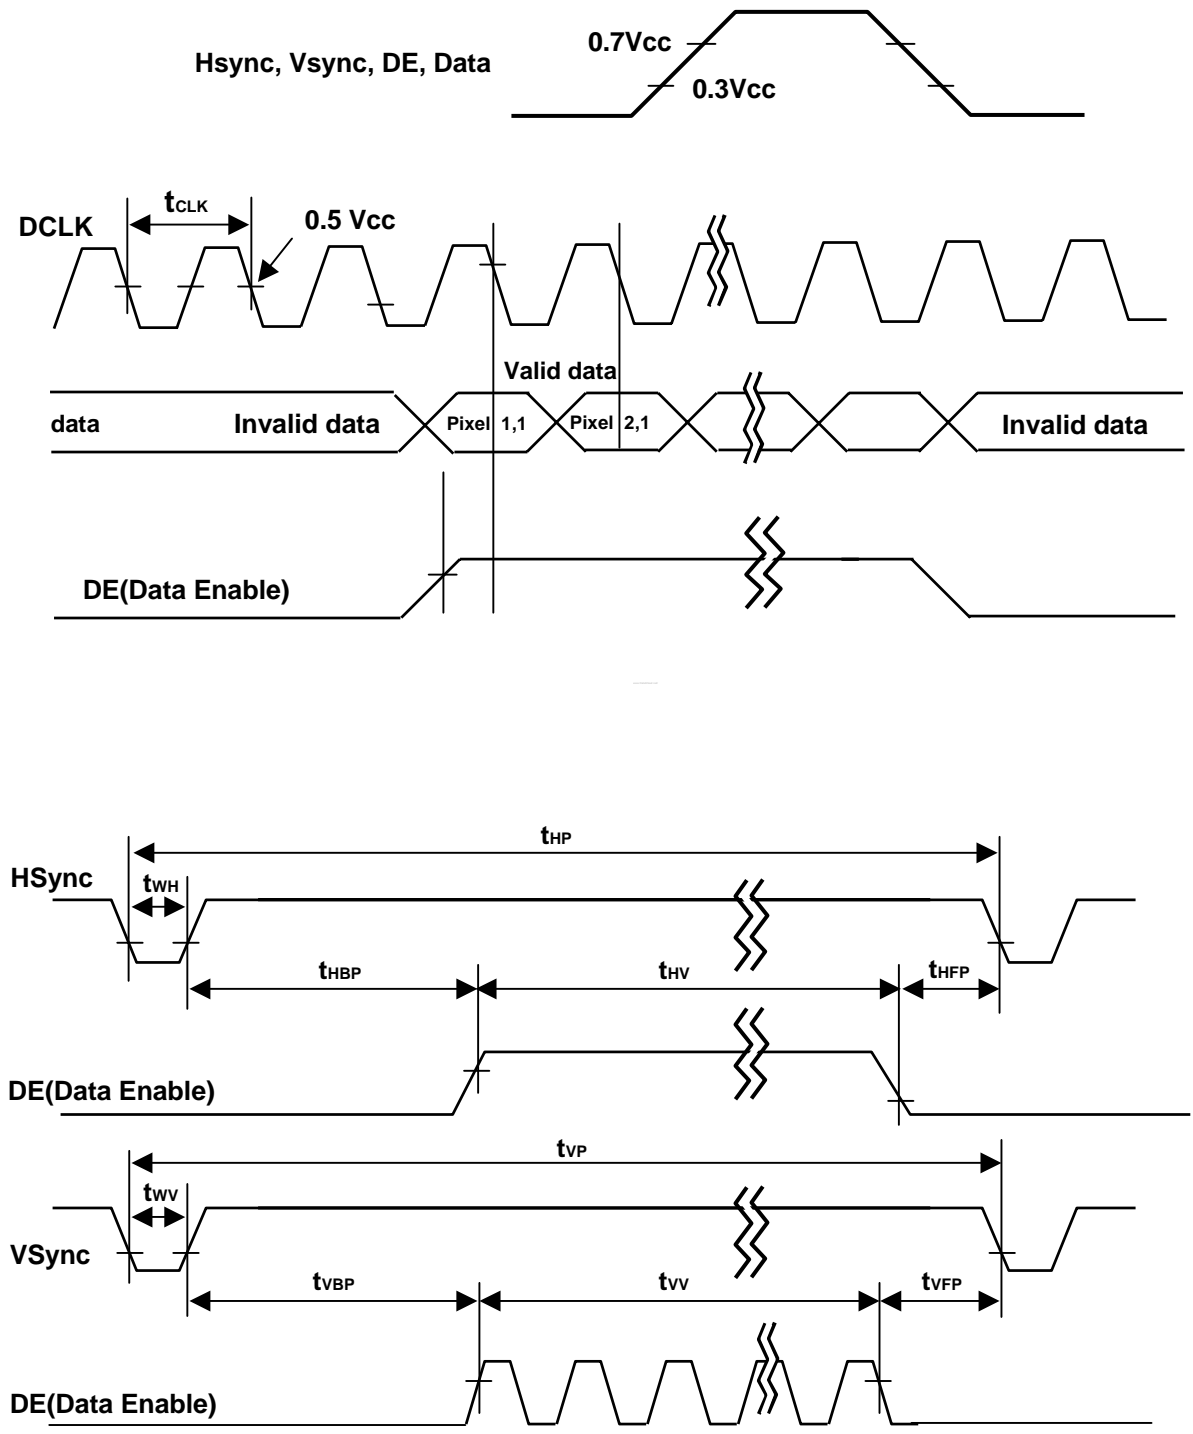 0.7Vcc
Hsync, Vsync, DE, Data
0.3Vcc
tCLK
DCLK
0.5 Vcc
Valid data
data
Invalid data
Pixel 1,1
Pixel 2,1
Invalid data
DE(Data Enable)
tHP
HSync
tWH
tHBP
tHV
tHFP
DE(Data Enable)
tVP
tWV
VSync
tVBP
tVV
tVFP
DE(Data Enable)